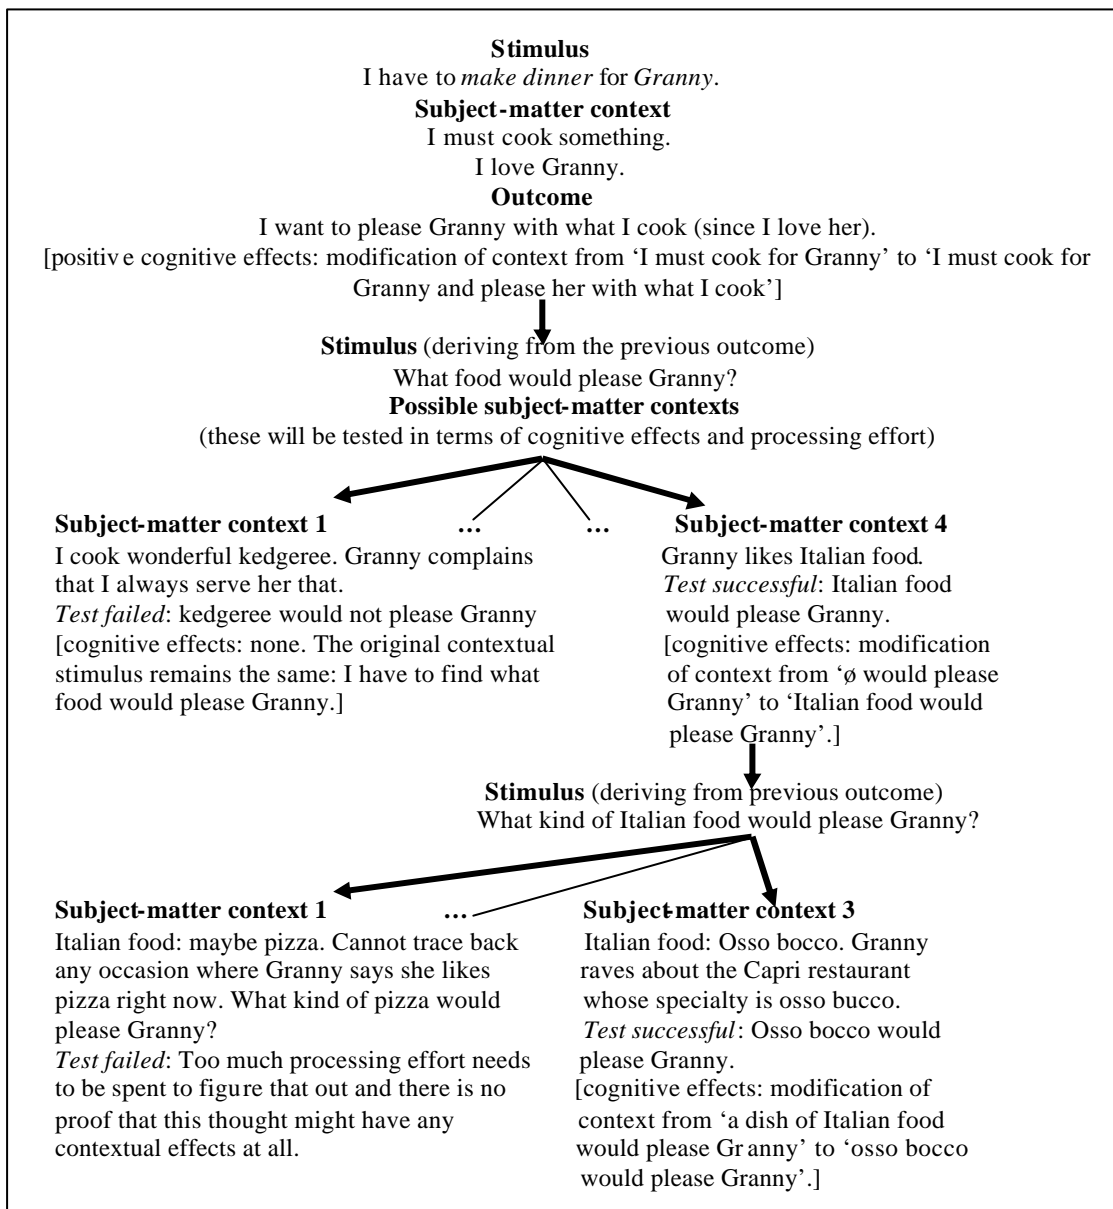 Stimulus
I have to make dinner for Granny.
Subject-matter context
I must cook something.
I love Granny.
Outcome
I want to please Granny with what I cook (since I love her).
[positive cognitive effects: modification of context from ‘I must cook for Granny’ to ‘I must cook for
Granny and please her with what I cook’]
Stimulus (deriving from the previous outcome)
What food would please Granny?
Possible subject-matter contexts
(these will be tested in terms of cognitive effects and processing effort)
Subject-matter context 1
I cook wonderful kedgeree. Granny complains
that I always serve her that.
Test failed: kedgeree would not please Granny
[cognitive effects: none. The original contextual
stimulus remains the same: I have to find what
food would please Granny.]
…
…
Subject-matter context 4
Granny likes Italian food.
Test successful: Italian food
would please Granny.
[cognitive effects: modification
of context from ‘ø would please
Granny’ to ‘Italian food would
please Granny’.]
Stimulus (deriving from previous outcome)
What kind of Italian food would please Granny?
Subject-matter context 1
Italian food: maybe pizza. Cannot trace back
any occasion where Granny says she likes
pizza right now. What kind of pizza would
please Granny?
Test failed: Too much processing effort needs
to be spent to figure that out and there is no
proof that this thought might have any
contextual effects at all.
…
Subject-matter context 3
Italian food: Osso bocco. Granny
raves about the Capri restaurant
whose specialty is osso bucco.
Test successful: Osso bocco would
please Granny.
[cognitive effects: modification of
context from ‘a dish of Italian food
would please Granny’ to ‘osso bocco
would please Granny’.]